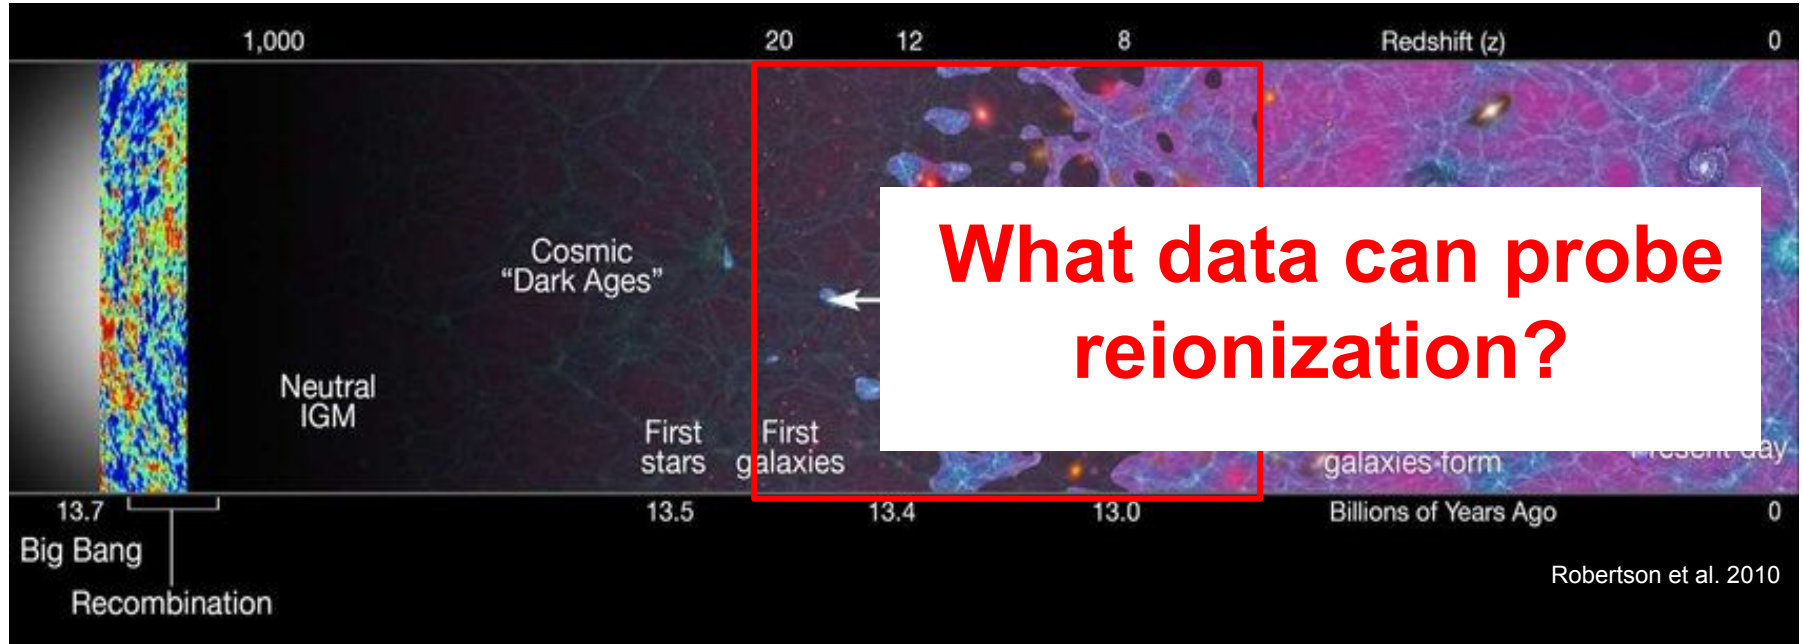 1,000 20 12 8 Redshift (z) 0
What data can probe
reionization?
Cosmic
“Dark Ages”
Neutral
IGM
First
stars
First
galaxies
galaxies form
Present day
13.7 13.5 13.4 13.0 Billions of Years Ago 0
Big Bang
Recombination
Robertson et al. 2010